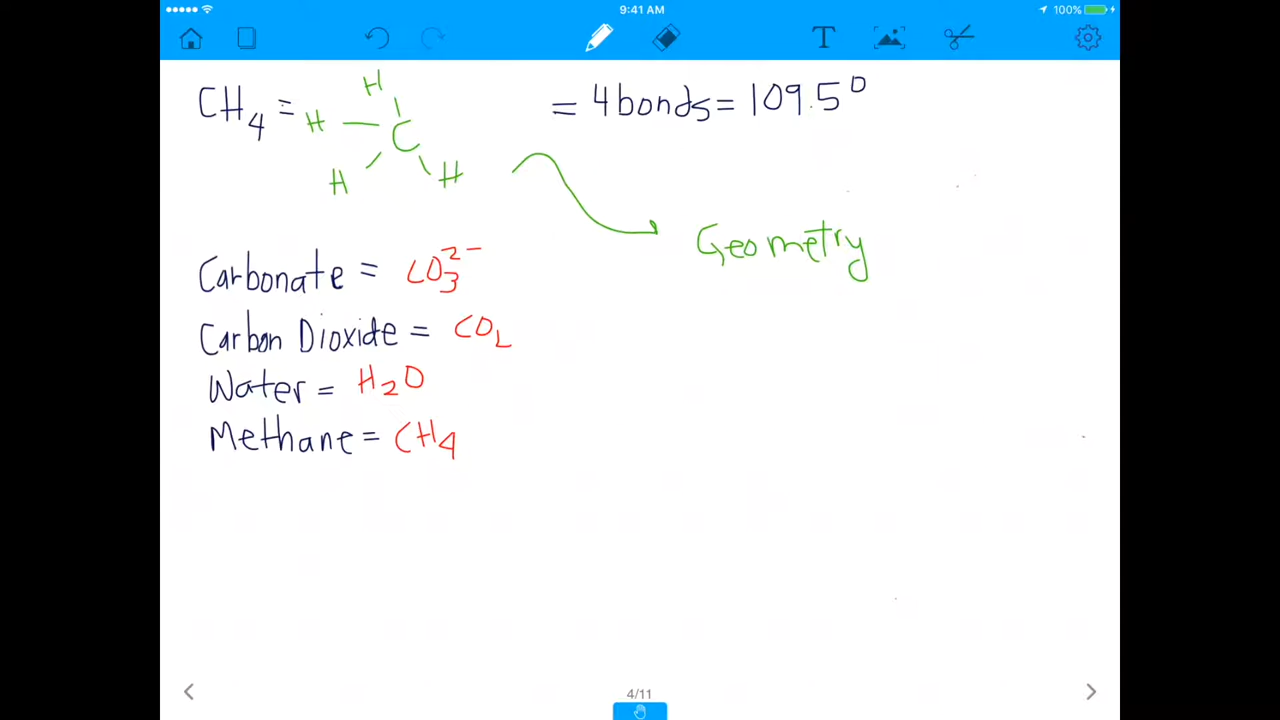 9:41 AM
100%
T
CH4 =
H
H
C
H
H
= 4 bonds = 109.5°
Geometry
Carbonate = CO3 2-
Carbon Dioxide = CO2
Water = H2O
Methane = CH4
4/11